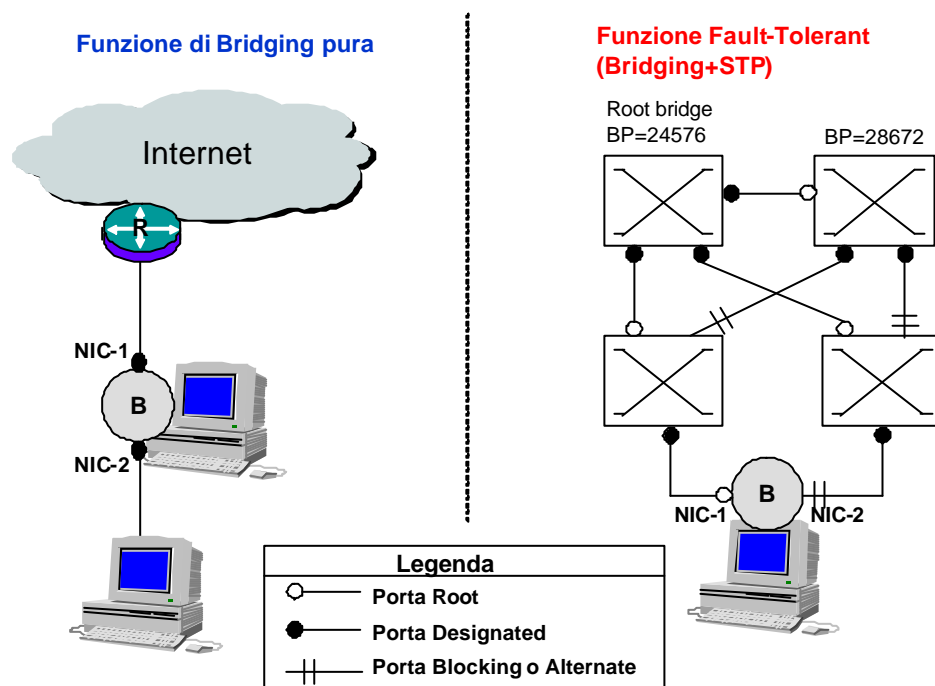 Funzione di Bridging pura
Internet
R
NIC-1
B
NIC-2
Funzione Fault-Tolerant
(Bridging+STP)
Root bridge
BP=24576
BP=28672
B
NIC-1
NIC-2
Legenda
Porta Root
Porta Designated
Porta Blocking o Alternate